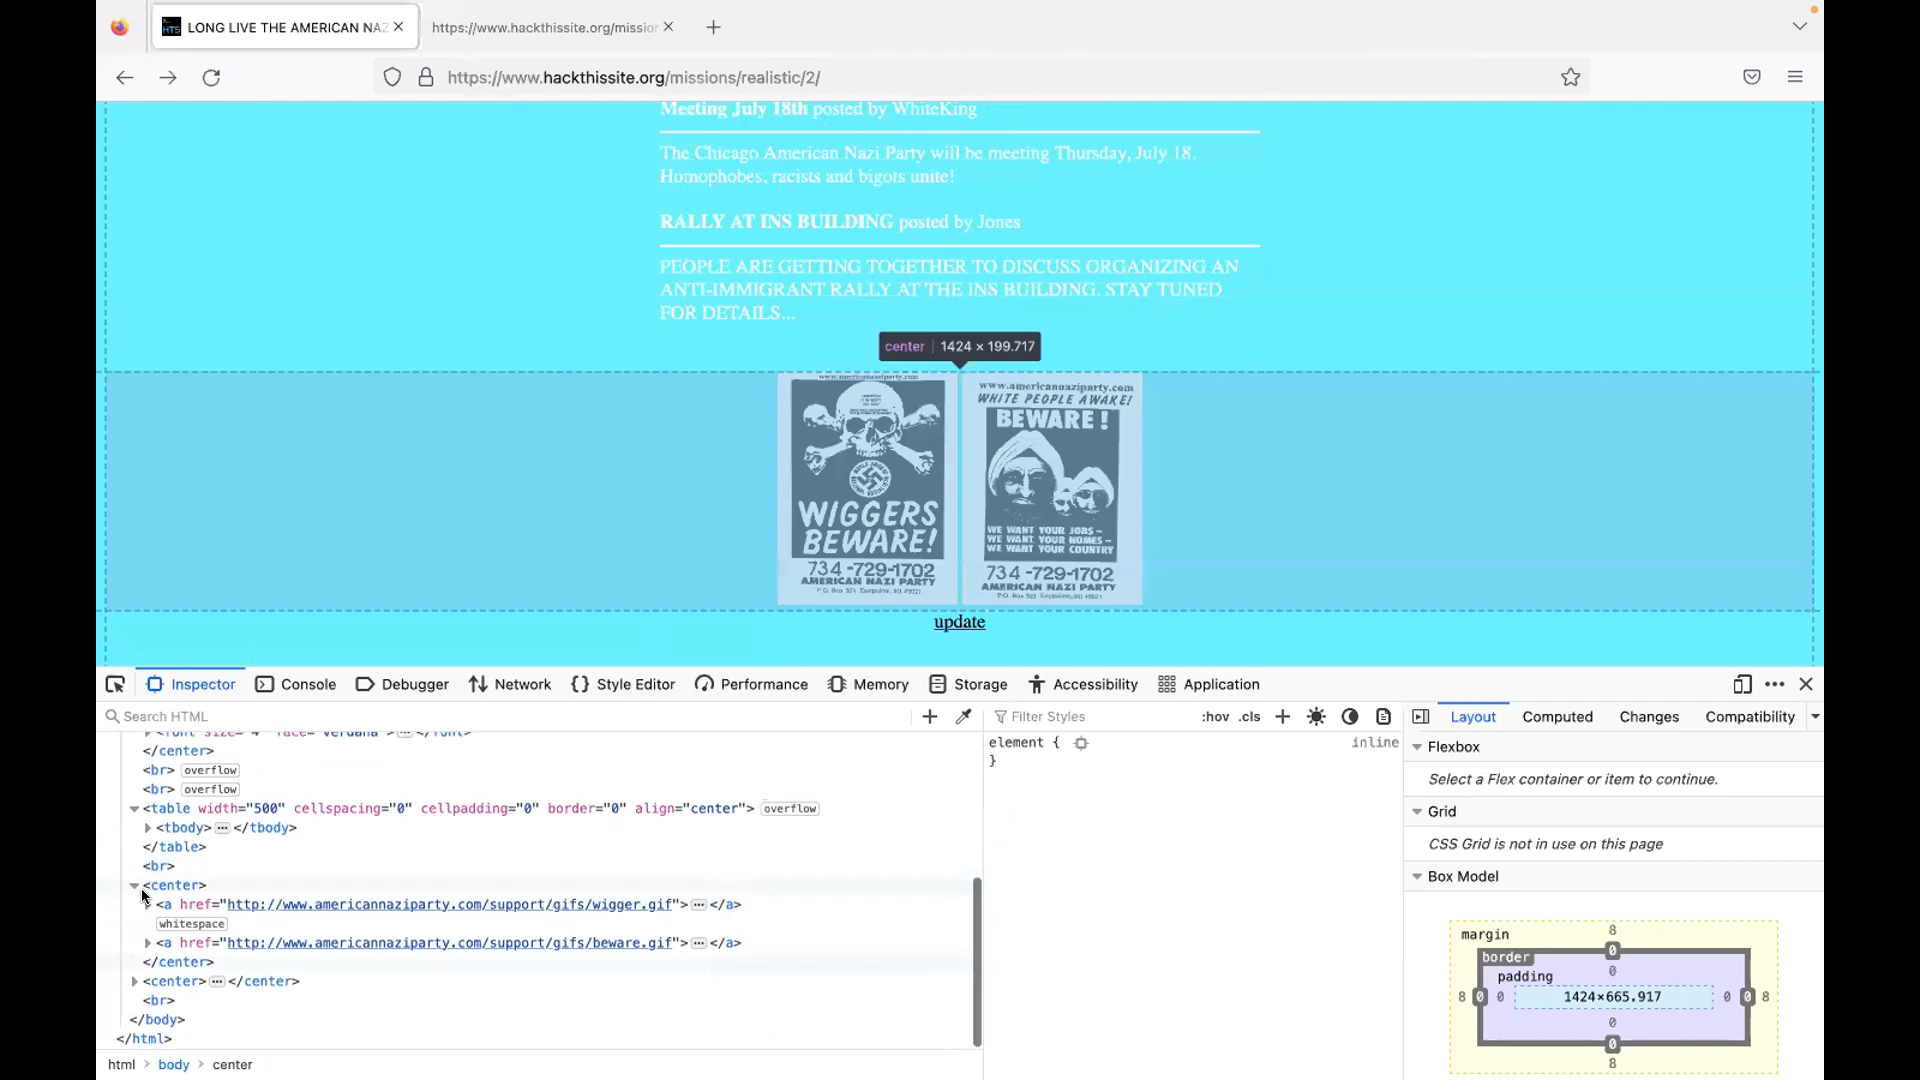 LONG LIVE THE AMERICAN NAZ
https://www.hackthissite.org/missio
https://www.hackthissite.org/missions/realistic/2/
Meeting July 18th posted by WhiteKing
The Chicago American Nazi Party will be meeting Thursday, July 18.
Homophobes, racists and bigots unite!
RALLY AT INS BUILDING posted by Jones
PEOPLE ARE GETTING TOGETHER TO DISCUSS ORGANIZING AN
ANTI-IMMIGRANT RALLY AT THE INS BUILDING. STAY TUNED
FOR DETAILS...
center 1424 × 199.717
www.americannaziparty.com
WIGGERS
BEWARE!
734-729-1702
AMERICAN NAZI PARTY
www.americannaziparty.com
WHITE PEOPLE AWAKE!
BEWARE!
WE WANT YOUR JOBS-
WE WANT YOUR HOMES-
WE WANT YOUR COUNTRY
734-729-1702
AMERICAN NAZI PARTY
update
Inspector Console Debugger Network {} Style Editor Performance Memory Storage Accessibility Application
Search HTML
Filter Styles :hov .cls
Layout Computed Changes Compatibility
</center>
<br> overflow
<br> overflow
<table width="500" cellspacing="0" cellpadding="0" border="0" align="center"> overflow
<tbody> ... </tbody>
</table>
<br>
<center>
<a href="http://www.americannaziparty.com/support/gifs/wigger.gif"> ... </a>
whitespace
<a href="http://www.americannaziparty.com/support/gifs/beware.gif"> ... </a>
</center>
<center> ... </center>
<br>
</body>
</html>
html > body > center
element { inline
}
Flexbox
Select a Flex container or item to continue.
Grid
CSS Grid is not in use on this page
Box Model
margin 8
border 0
padding 0
8 0 0 1424×665.917 0 0 8
0
0
8